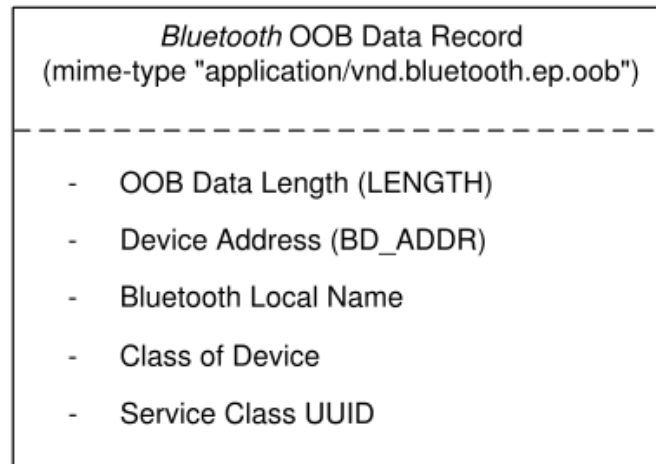 Bluetooth OOB Data Record
(mime-type "application/vnd.bluetooth.ep.oob")
- OOB Data Length (LENGTH)
- Device Address (BD_ADDR)
- Bluetooth Local Name
- Class of Device
- Service Class UUID